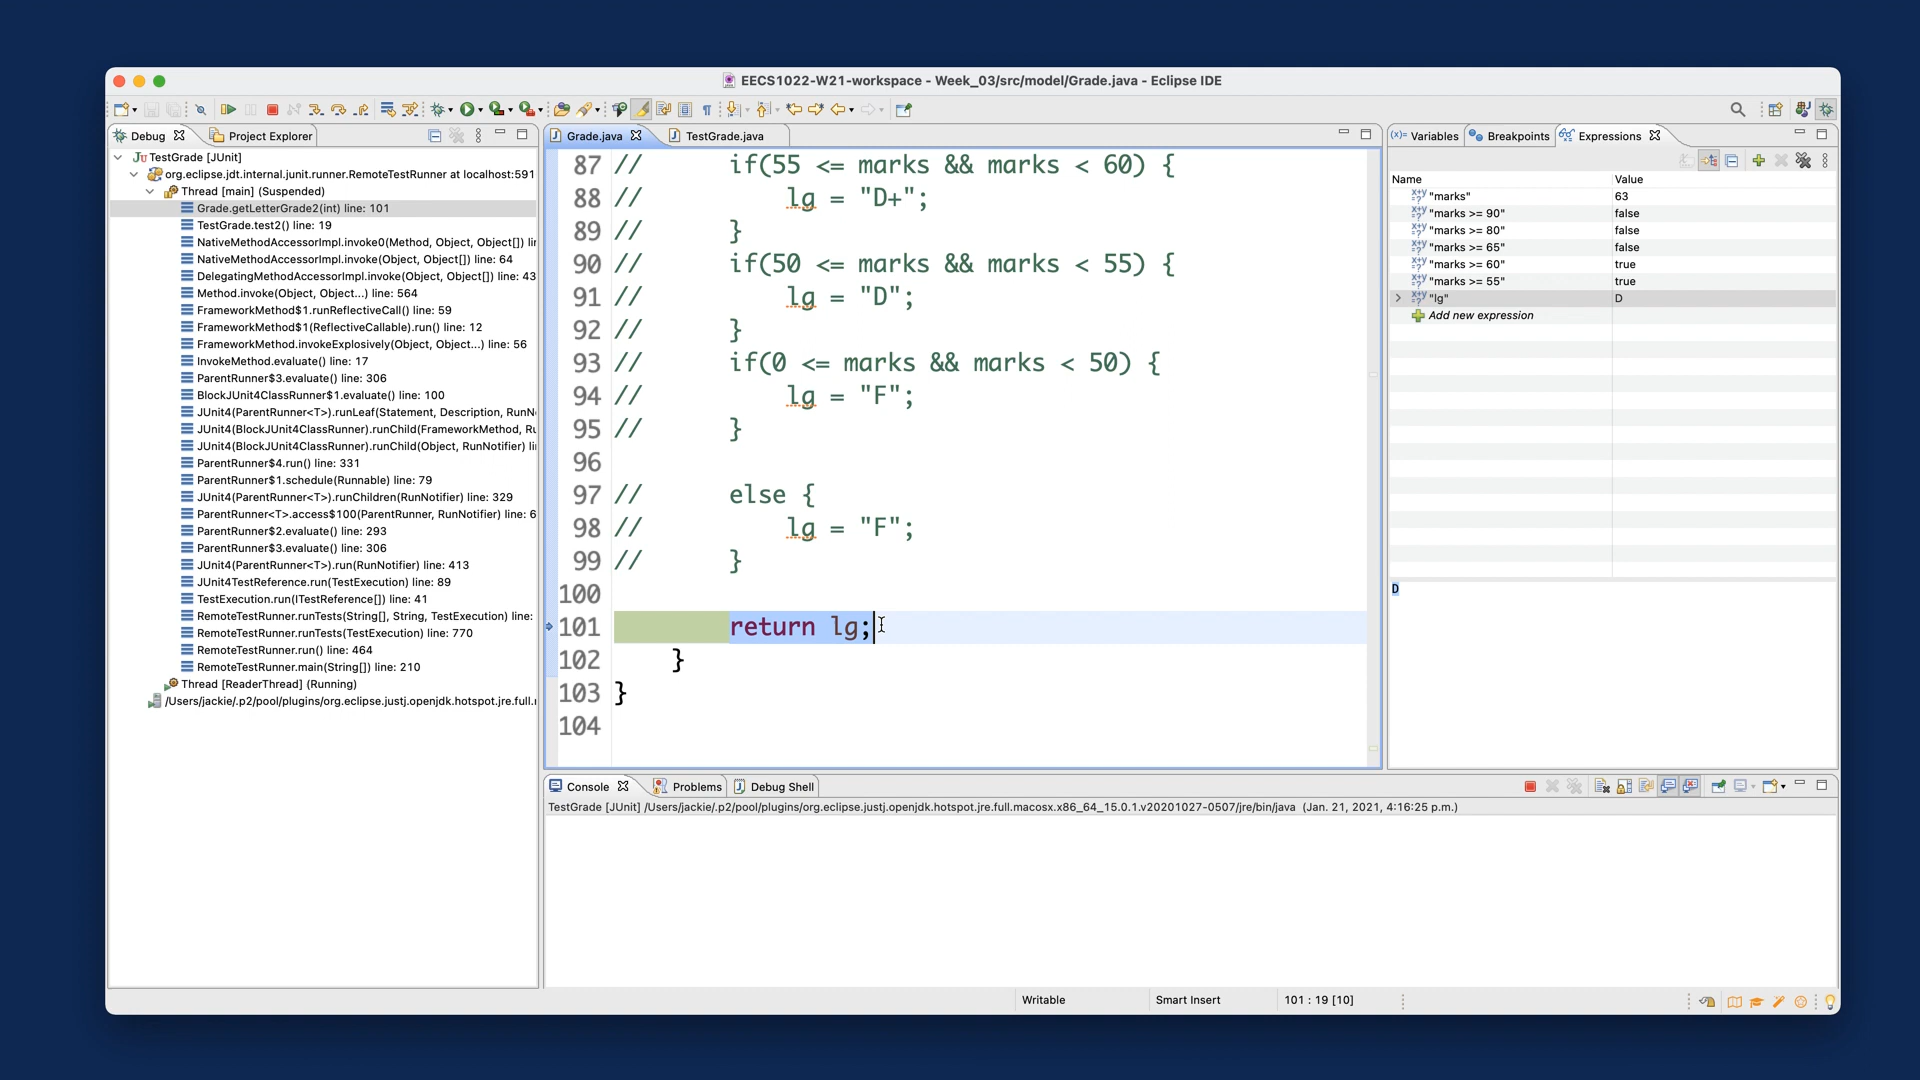 EECS1022-W21-workspace - Week_03/src/model/Grade.java - Eclipse IDE
Debug
Project Explorer
TestGrade [JUnit]
org.eclipse.jdt.internal.junit.runner.RemoteTestRunner at localhost:591
Thread [main] (Suspended)
Grade.getLetterGrade2(int) line: 101
TestGrade.test2() line: 19
NativeMethodAccessorImpl.invoke0(Method, Object, Object[]) li
NativeMethodAccessorImpl.invoke(Object, Object[]) line: 64
DelegatingMethodAccessorImpl.invoke(Object, Object[]) line: 43
Method.invoke(Object, Object...) line: 564
FrameworkMethod$1.runReflectiveCall() line: 59
FrameworkMethod$1(ReflectiveCallable).run() line: 12
FrameworkMethod.invokeExplosively(Object, Object...) line: 56
InvokeMethod.evaluate() line: 17
ParentRunner$3.evaluate() line: 306
BlockJUnit4ClassRunner$1.evaluate() line: 100
JUnit4(ParentRunner<T>).runLeaf(Statement, Description, RunN
JUnit4(BlockJUnit4ClassRunner).runChild(FrameworkMethod, Ru
JUnit4(BlockJUnit4ClassRunner).runChild(Object, RunNotifier) li
ParentRunner$4.run() line: 331
ParentRunner$1.schedule(Runnable) line: 79
JUnit4(ParentRunner<T>).runChildren(RunNotifier) line: 329
ParentRunner<T>.access$100(ParentRunner, RunNotifier) line: 6
ParentRunner$2.evaluate() line: 293
ParentRunner$3.evaluate() line: 306
JUnit4(ParentRunner<T>).run(RunNotifier) line: 413
JUnit4TestReference.run(TestExecution) line: 89
TestExecution.run(ITestReference[]) line: 41
RemoteTestRunner.runTests(String[], String, TestExecution) line:
RemoteTestRunner.runTests(TestExecution) line: 770
RemoteTestRunner.run() line: 464
RemoteTestRunner.main(String[]) line: 210
Thread [ReaderThread] (Running)
/Users/jackie/.p2/pool/plugins/org.eclipse.justj.openjdk.hotspot.jre.full.
Grade.java
TestGrade.java
87 // if(55 <= marks && marks < 60) {
88 // lg = "D+";
89 // }
90 // if(50 <= marks && marks < 55) {
91 // lg = "D";
92 // }
93 // if(0 <= marks && marks < 50) {
94 // lg = "F";
95 // }
96
97 // else {
98 // lg = "F";
99 // }
100
101 return lg;
102 }
103 }
104
Variables
Breakpoints
Expressions
Name Value
"marks" 63
"marks >= 90" false
"marks >= 80" false
"marks >= 65" false
"marks >= 60" true
"marks >= 55" true
"lg" D
Add new expression
D
Console
Problems
Debug Shell
TestGrade [JUnit] /Users/jackie/.p2/pool/plugins/org.eclipse.justj.openjdk.hotspot.jre.full.macosx.x86_64_15.0.1.v20201027-0507/jre/bin/java (Jan. 21, 2021, 4:16:25 p.m.)
Writable
Smart Insert
101 : 19 [10]